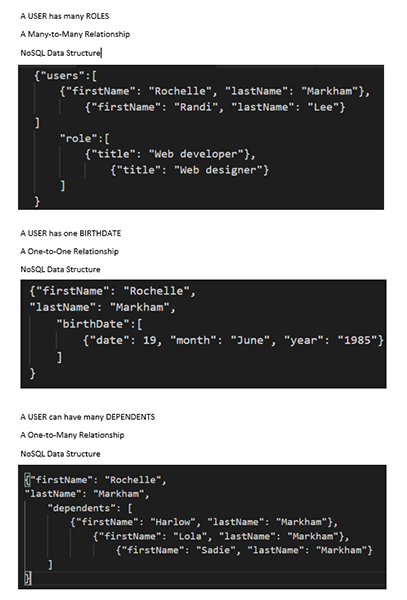 A USER has many ROLES
A Many-to-Many Relationship
NoSQL Data Structure
{"users":[
{"firstName": "Rochelle", "lastName": "Markham"},
{"firstName": "Randi", "lastName": "Lee"}
]
"role":[
{"title": "Web developer"},
{"title": "Web designer"}
]
}
A USER has one BIRTHDATE
A One-to-One Relationship
NoSQL Data Structure
{"firstName": "Rochelle",
"lastName": "Markham",
"birthDate":[
{"date": 19, "month": "June", "year": "1985"}
]
}
A USER can have many DEPENDENTS
A One-to-Many Relationship
NoSQL Data Structure
{"firstName": "Rochelle",
"lastName": "Markham",
"dependents": [
{"firstName": "Harlow", "lastName": "Markham"},
{"firstName": "Lola", "lastName": "Markham"},
{"firstName": "Sadie", "lastName": "Markham"}
]
}